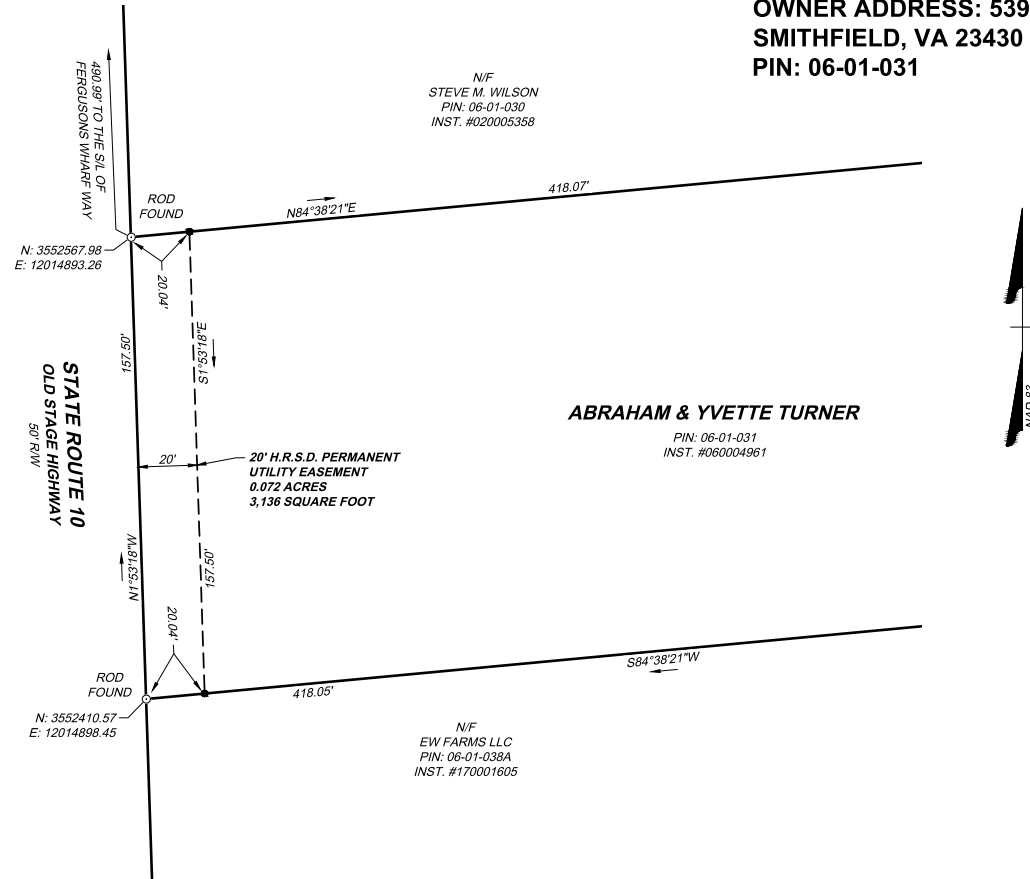 OWNER ADDRESS: 539
SMITHFIELD, VA 23430
PIN: 06-01-031
490.99' TO THE S/L OF
FERGUSONS WHARF WAY
N/F
STEVE M. WILSON
PIN: 06-01-030
INST. #020005358
ROD
FOUND
N84°38'21"E
418.07'
N: 3552567.98
E: 12014893.26
20.04'
157.50'
S1°53'18"E
STATE ROUTE 10
OLD STAGE HIGHWAY
50' R/W
20'
20' H.R.S.D. PERMANENT
UTILITY EASEMENT
0.072 ACRES
3,136 SQUARE FOOT
ABRAHAM & YVETTE TURNER
PIN: 06-01-031
INST. #060004961
NAD 83
N1°53'18"W
157.50'
20.04'
ROD
FOUND
N: 3552410.57
E: 12014898.45
418.05'
S84°38'21"W
N/F
EW FARMS LLC
PIN: 06-01-038A
INST. #170001605